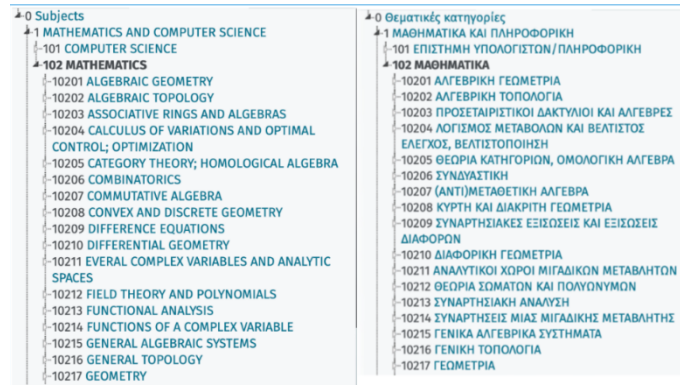 0 Subjects
1 MATHEMATICS AND COMPUTER SCIENCE
101 COMPUTER SCIENCE
102 MATHEMATICS
10201 ALGEBRAIC GEOMETRY
10202 ALGEBRAIC TOPOLOGY
10203 ASSOCIATIVE RINGS AND ALGEBRAS
10204 CALCULUS OF VARIATIONS AND OPTIMAL
CONTROL; OPTIMIZATION
10205 CATEGORY THEORY; HOMOLOGICAL ALGEBRA
10206 COMBINATORICS
10207 COMMUTATIVE ALGEBRA
10208 CONVEX AND DISCRETE GEOMETRY
10209 DIFFERENCE EQUATIONS
10210 DIFFERENTIAL GEOMETRY
10211 EVERAL COMPLEX VARIABLES AND ANALYTIC
SPACES
10212 FIELD THEORY AND POLYNOMIALS
10213 FUNCTIONAL ANALYSIS
10214 FUNCTIONS OF A COMPLEX VARIABLE
10215 GENERAL ALGEBRAIC SYSTEMS
10216 GENERAL TOPOLOGY
10217 GEOMETRY
0 Θεματικές κατηγορίες
1 ΜΑΘΗΜΑΤΙΚΑ ΚΑΙ ΠΛΗΡΟΦΟΡΙΚΗ
101 ΕΠΙΣΤΗΜΗ ΥΠΟΛΟΓΙΣΤΩΝ/ΠΛΗΡΟΦΟΡΙΚΗ
102 ΜΑΘΗΜΑΤΙΚΑ
10201 ΑΛΓΕΒΡΙΚΗ ΓΕΩΜΕΤΡΙΑ
10202 ΑΛΓΕΒΡΙΚΗ ΤΟΠΟΛΟΓΙΑ
10203 ΠΡΟΣΕΤΑΙΡΙΣΤΙΚΟΙ ΔΑΚΤΥΛΙΟΙ ΚΑΙ ΑΛΓΕΒΡΕΣ
10204 ΛΟΓΙΣΜΟΣ ΜΕΤΑΒΟΛΩΝ ΚΑΙ ΒΕΛΤΙΣΤΟΣ
ΕΛΕΓΧΟΣ, ΒΕΛΤΙΣΤΟΠΟΙΗΣΗ
10205 ΘΕΩΡΙΑ ΚΑΤΗΓΟΡΙΩΝ, ΟΜΟΛΟΓΙΚΗ ΑΛΓΕΒΡΑ
10206 ΣΥΝΔΥΑΣΤΙΚΗ
10207 (ΑΝΤΙ)ΜΕΤΑΘΕΤΙΚΗ ΑΛΓΕΒΡΑ
10208 ΚΥΡΤΗ ΚΑΙ ΔΙΑΚΡΙΤΗ ΓΕΩΜΕΤΡΙΑ
10209 ΣΥΝΑΡΤΗΣΙΑΚΕΣ ΕΞΙΣΩΣΕΙΣ ΚΑΙ ΕΞΙΣΩΣΕΙΣ
ΔΙΑΦΟΡΩΝ
10210 ΔΙΑΦΟΡΙΚΗ ΓΕΩΜΕΤΡΙΑ
10211 ΑΝΑΛΥΤΙΚΟΙ ΧΩΡΟΙ ΜΙΓΑΔΙΚΩΝ ΜΕΤΑΒΛΗΤΩΝ
10212 ΘΕΩΡΙΑ ΣΩΜΑΤΩΝ ΚΑΙ ΠΟΛΥΩΝΥΜΩΝ
10213 ΣΥΝΑΡΤΗΣΙΑΚΗ ΑΝΑΛΥΣΗ
10214 ΣΥΝΑΡΤΗΣΕΙΣ ΜΙΑΣ ΜΙΓΑΔΙΚΗΣ ΜΕΤΑΒΛΗΤΗΣ
10215 ΓΕΝΙΚΑ ΑΛΓΕΒΡΙΚΑ ΣΥΣΤΗΜΑΤΑ
10216 ΓΕΝΙΚΗ ΤΟΠΟΛΟΓΙΑ
10217 ΓΕΩΜΕΤΡΙΑ